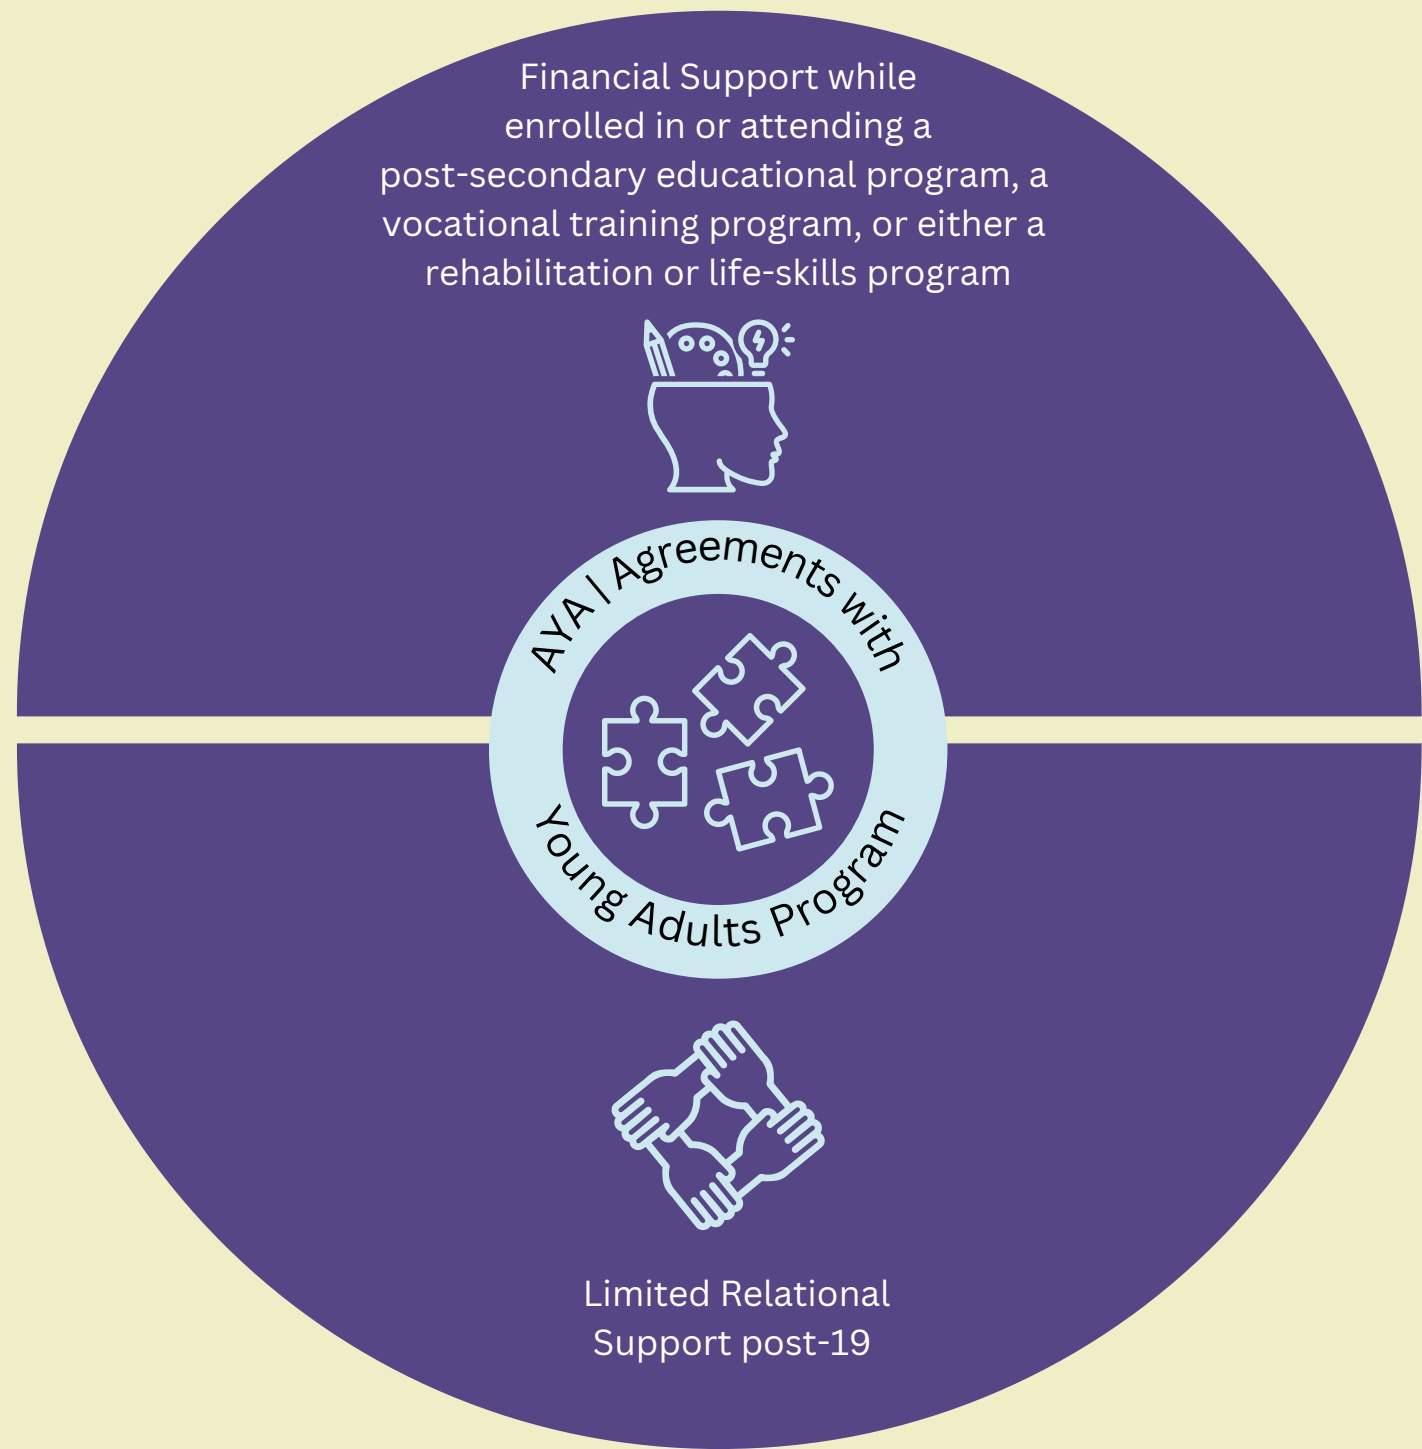 Financial Support while
enrolled in or attending a
post-secondary educational program, a
vocational training program, or either a
rehabilitation or life-skills program
AYA | Agreements with
Young Adults Program
Limited Relational
Support post-19